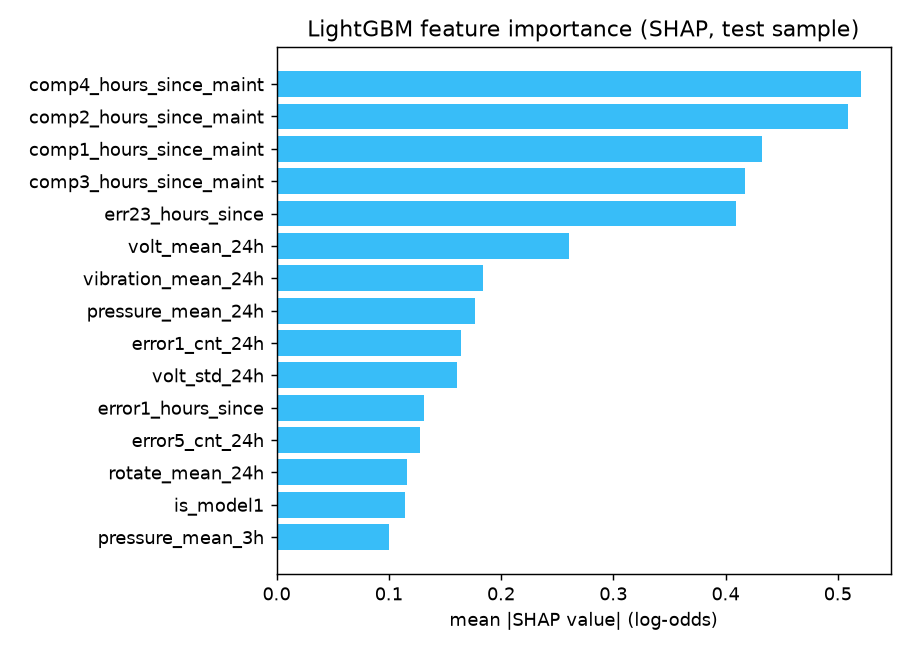 LightGBM feature importance (SHAP, test sample)
comp4_hours_since_maint
comp2_hours_since_maint
comp1_hours_since_maint
comp3_hours_since_maint
err23_hours_since
volt_mean_24h
vibration_mean_24h
pressure_mean_24h
error1_cnt_24h
volt_std_24h
error1_hours_since
error5_cnt_24h
rotate_mean_24h
is_model1
pressure_mean_3h
0.0 0.1 0.2 0.3 0.4 0.5
mean |SHAP value| (log-odds)